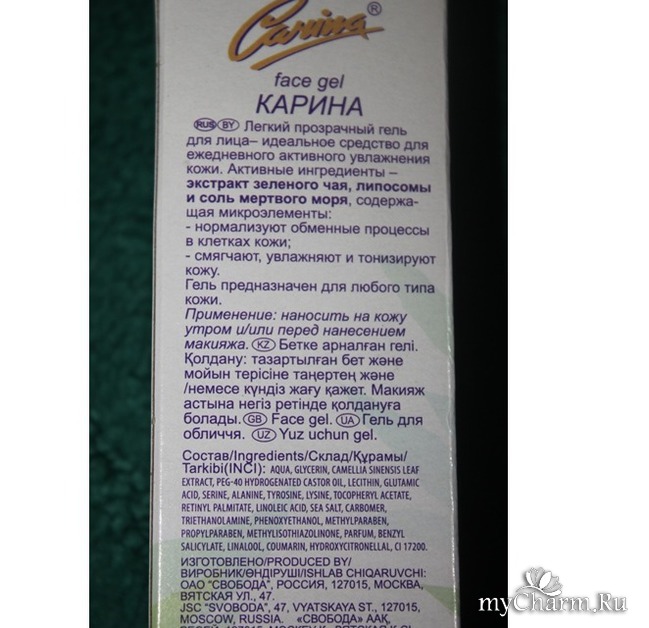 Carina®
face gel
КАРИНА
RUS BY Легкий прозрачный гель
для лица– идеальное средство для
ежедневного активного увлажнения
кожи. Активные ингредиенты –
экстракт зеленого чая, липосомы
и соль мертвого моря, содержа-
щая микроэлементы:
- нормализуют обменные процессы
в клетках кожи;
- смягчают, увлажняют и тонизируют
кожу.
Гель предназначен для любого типа
кожи.
Применение: наносить на кожу
утром и/или перед нанесением
макияжа. KZ Бетке арналған гелі.
Қолдану: тазартылған бет және
мойын терісіне таңертең және
/немесе күндіз жағу қажет. Макияж
астына негіз ретінде қолдануға
болады. GB Face gel. UA Гель для
обличчя. UZ Yuz uchun gel.
Состав/Ingredients/Склад/Құрамы/
Tarkibi(INCI): AQUA, GLYCERIN, CAMELLIA SINENSIS LEAF
EXTRACT, PEG-40 HYDROGENATED CASTOR OIL, LECITHIN, GLUTAMIC
ACID, SERINE, ALANINE, TYROSINE, LYSINE, TOCOPHERYL ACETATE,
RETINYL PALMITATE, LINOLEIC ACID, SEA SALT, CARBOMER,
TRIETHANOLAMINE, PHENOXYETHANOL, METHYLPARABEN,
PROPYLPARABEN, METHYLISOTHIAZOLINONE, PARFUM, BENZYL
SALICYLATE, LINALOOL, COUMARIN, HYDROXYCITRONELLAL, CI 17200.
ИЗГОТОВЛЕНО/PRODUCED BY/
ВИРОБНИК/ӨНДІРУШІ/ISHLAB CHIQARUVCHI:
ОАО "СВОБОДА", РОССИЯ, 127015, МОСКВА,
ВЯТСКАЯ УЛ., 47.
JSC "SVOBODA", 47, VYATSKAYA ST., 127015,
MOSCOW, RUSSIA. «СВОБОДА» ААҚ,
myCharm.Ru